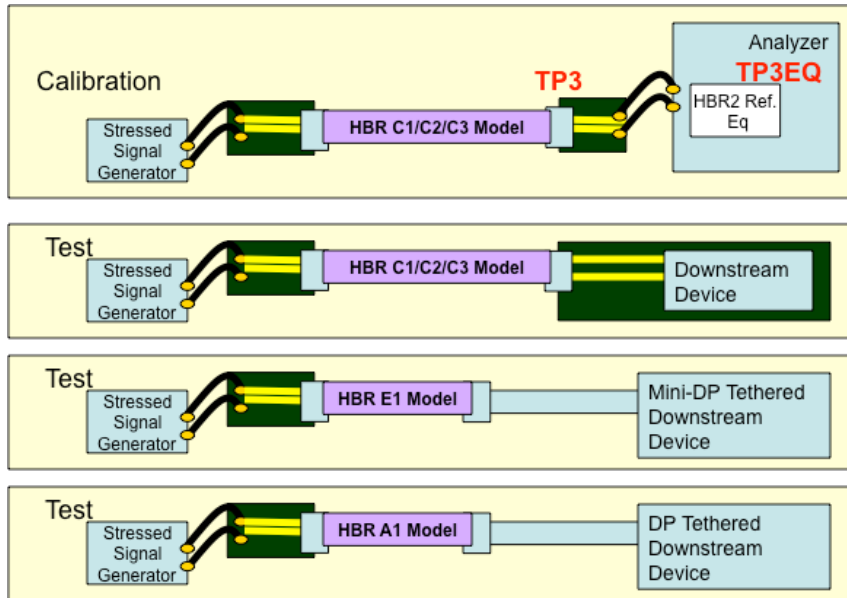 Calibration
Stressed
Signal
Generator
HBR C1/C2/C3 Model
TP3
Analyzer
TP3EQ
HBR2 Ref.
Eq
Test
Stressed
Signal
Generator
HBR C1/C2/C3 Model
Downstream
Device
Test
Stressed
Signal
Generator
HBR E1 Model
Mini-DP Tethered
Downstream
Device
Test
Stressed
Signal
Generator
HBR A1 Model
DP Tethered
Downstream
Device